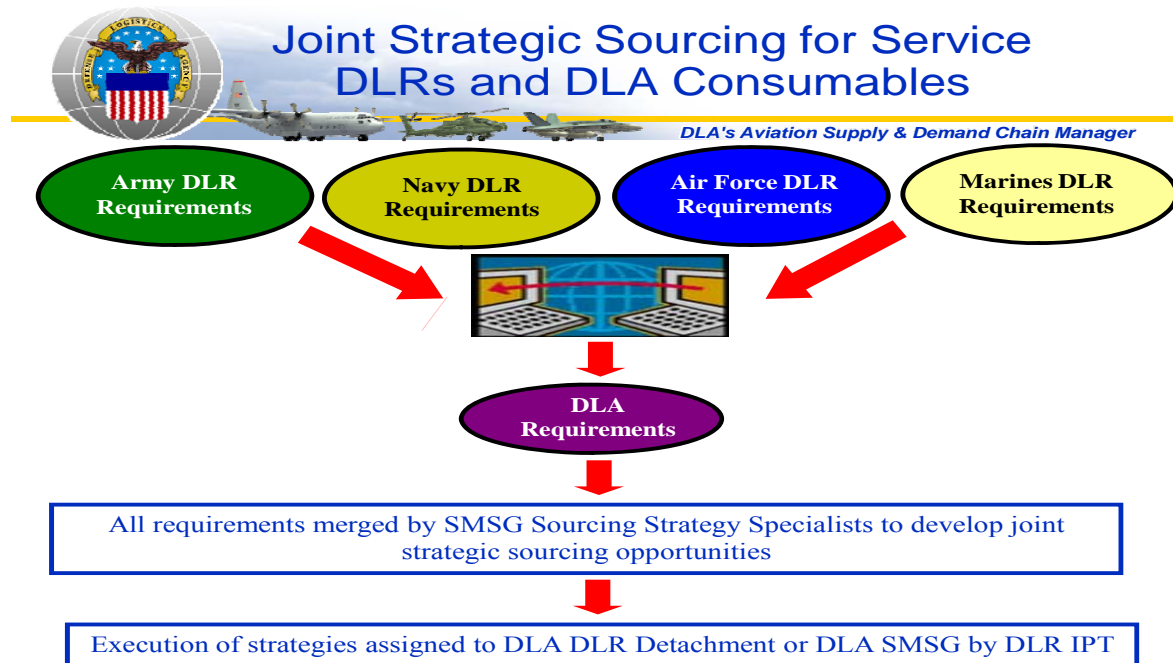 DEFENSE LOGISTICS AGENCY
Joint Strategic Sourcing for Service
DLRs and DLA Consumables
DLA's Aviation Supply & Demand Chain Manager
Army DLR
Requirements
Navy DLR
Requirements
Air Force DLR
Requirements
Marines DLR
Requirements
DLA
Requirements
All requirements merged by SMSG Sourcing Strategy Specialists to develop joint
strategic sourcing opportunities
Execution of strategies assigned to DLA DLR Detachment or DLA SMSG by DLR IPT